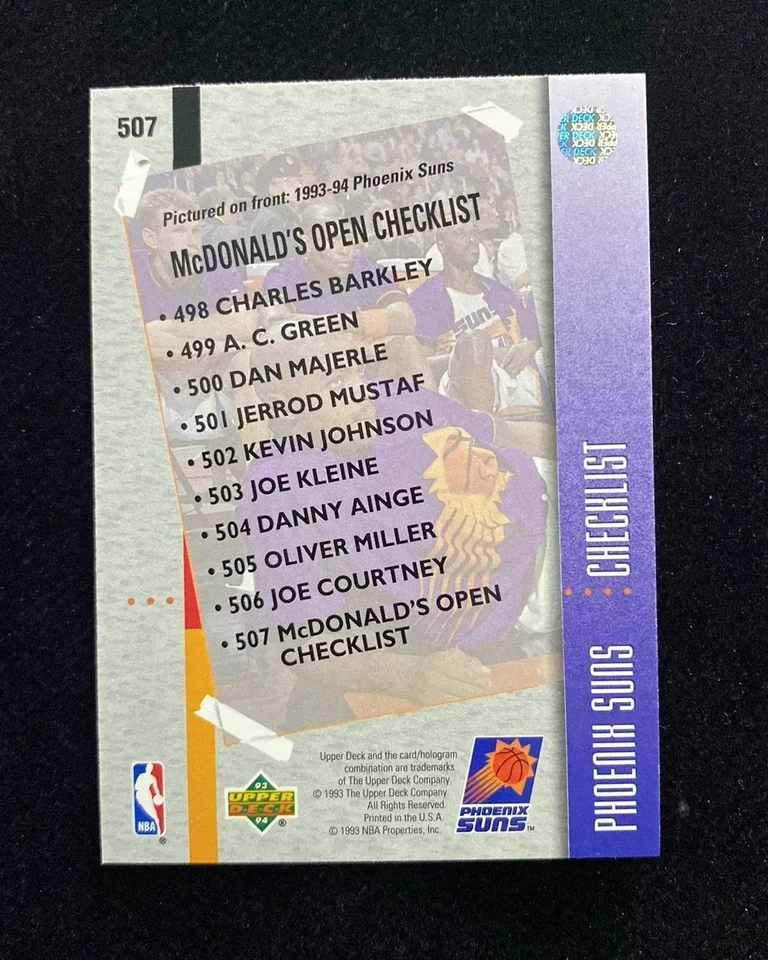 507
UPPER DECK
Pictured on front: 1993-94 Phoenix Suns
McDONALD'S OPEN CHECKLIST
• 498 CHARLES BARKLEY
• 499 A. C. GREEN
• 500 DAN MAJERLE
• 501 JERROD MUSTAF
• 502 KEVIN JOHNSON
• 503 JOE KLEINE
• 504 DANNY AINGE
• 505 OLIVER MILLER
• 506 JOE COURTNEY
• 507 McDONALD'S OPEN
CHECKLIST
SUNS
PHOENIX SUNS CHECKLIST
NBA
®
93
UPPER
DECK
94
®
Upper Deck and the card/hologram
combination are trademarks
of The Upper Deck Company.
© 1993 The Upper Deck Company.
All Rights Reserved.
Printed in the U.S.A.
© 1993 NBA Properties, Inc.
PHOENIX
SUNS™